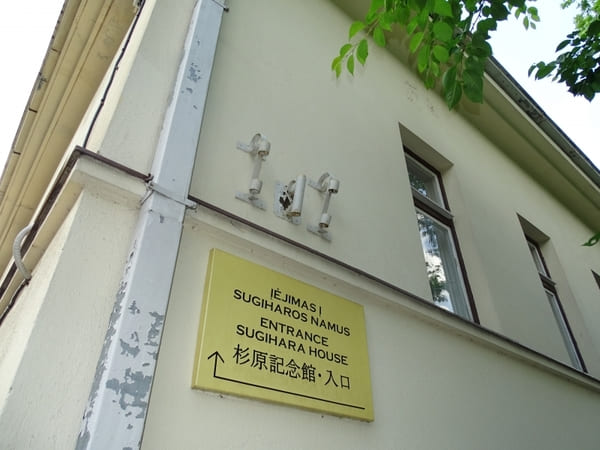 ĮĖJIMAS Į
SUGIHAROS NAMUS
ENTRANCE
SUGIHARA HOUSE
杉原記念館・入口